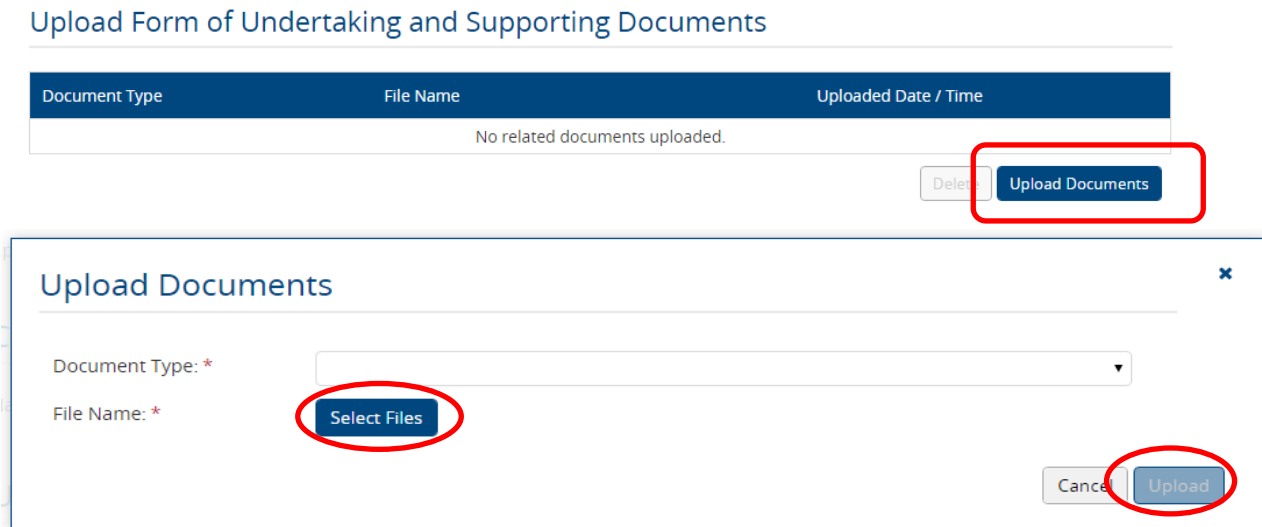 Upload Form of Undertaking and Supporting Documents
Document Type File Name Uploaded Date / Time
No related documents uploaded.
Delete Upload Documents
Upload Documents
Document Type: *
File Name: * Select Files
Cancel Upload